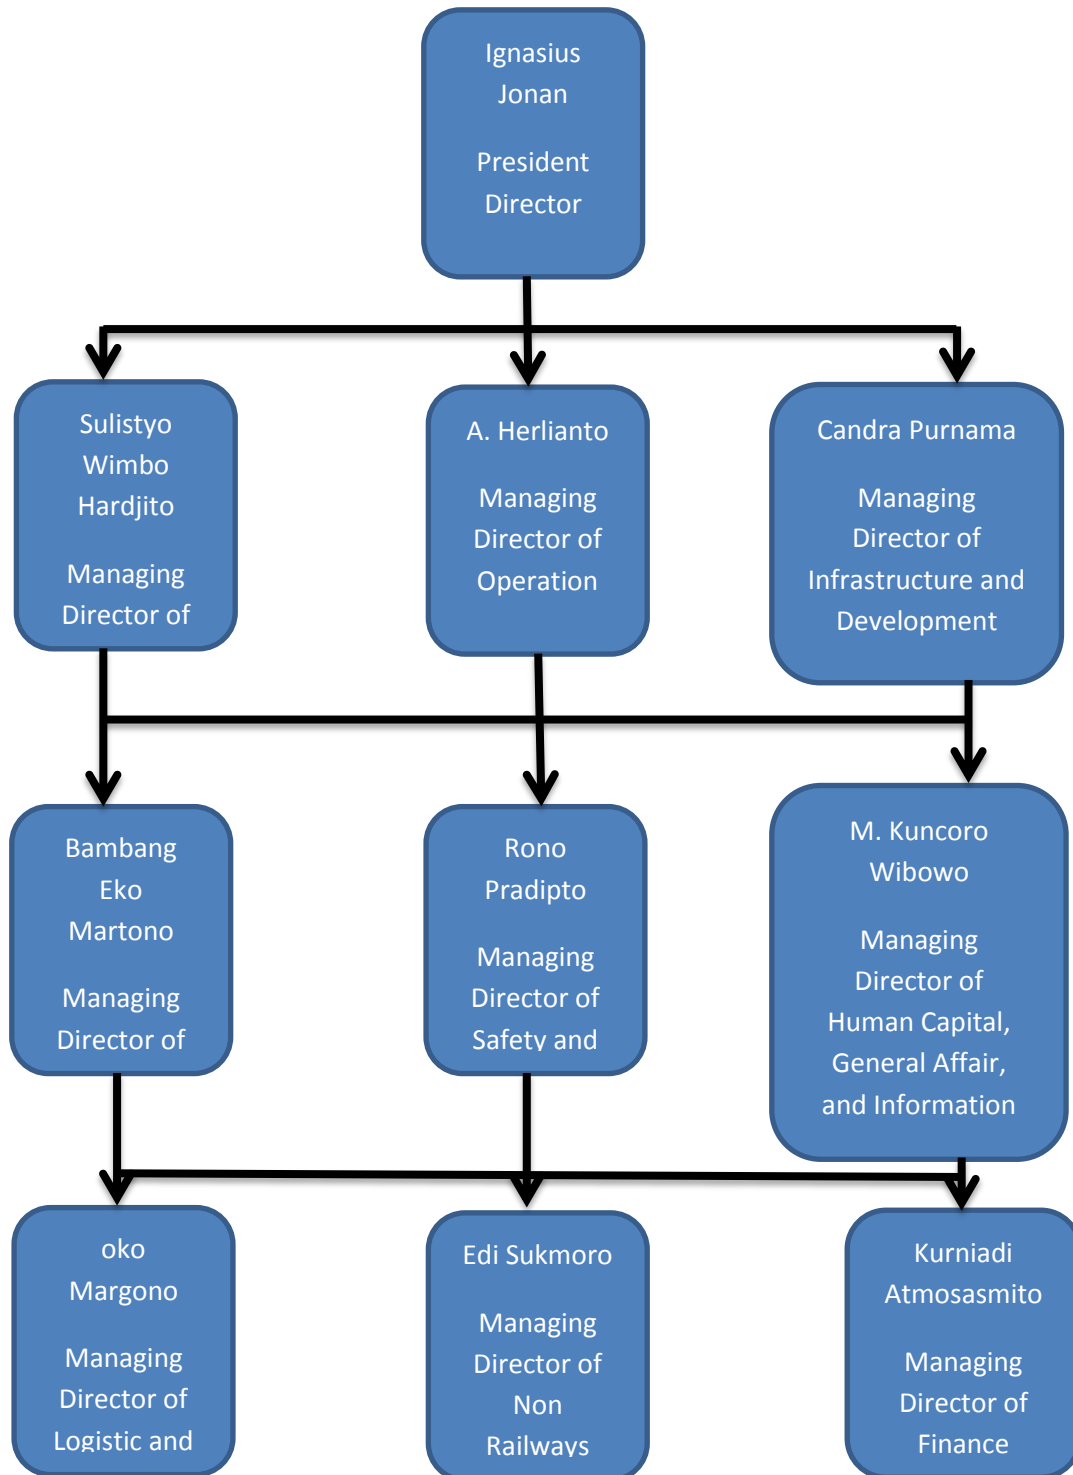 Ignasius
Jonan
President
Director
Sulistyo
Wimbo
Hardjito
Managing
Director of
A. Herlianto
Managing
Director of
Operation
Candra Purnama
Managing
Director of
Infrastructure and
Development
Bambang
Eko
Martono
Managing
Director of
Rono
Pradipto
Managing
Director of
Safety and
M. Kuncoro
Wibowo
Managing
Director of
Human Capital,
General Affair,
and Information
oko
Margono
Managing
Director of
Logistic and
Edi Sukmoro
Managing
Director of
Non
Railways
Kurniadi
Atmosasmito
Managing
Director of
Finance